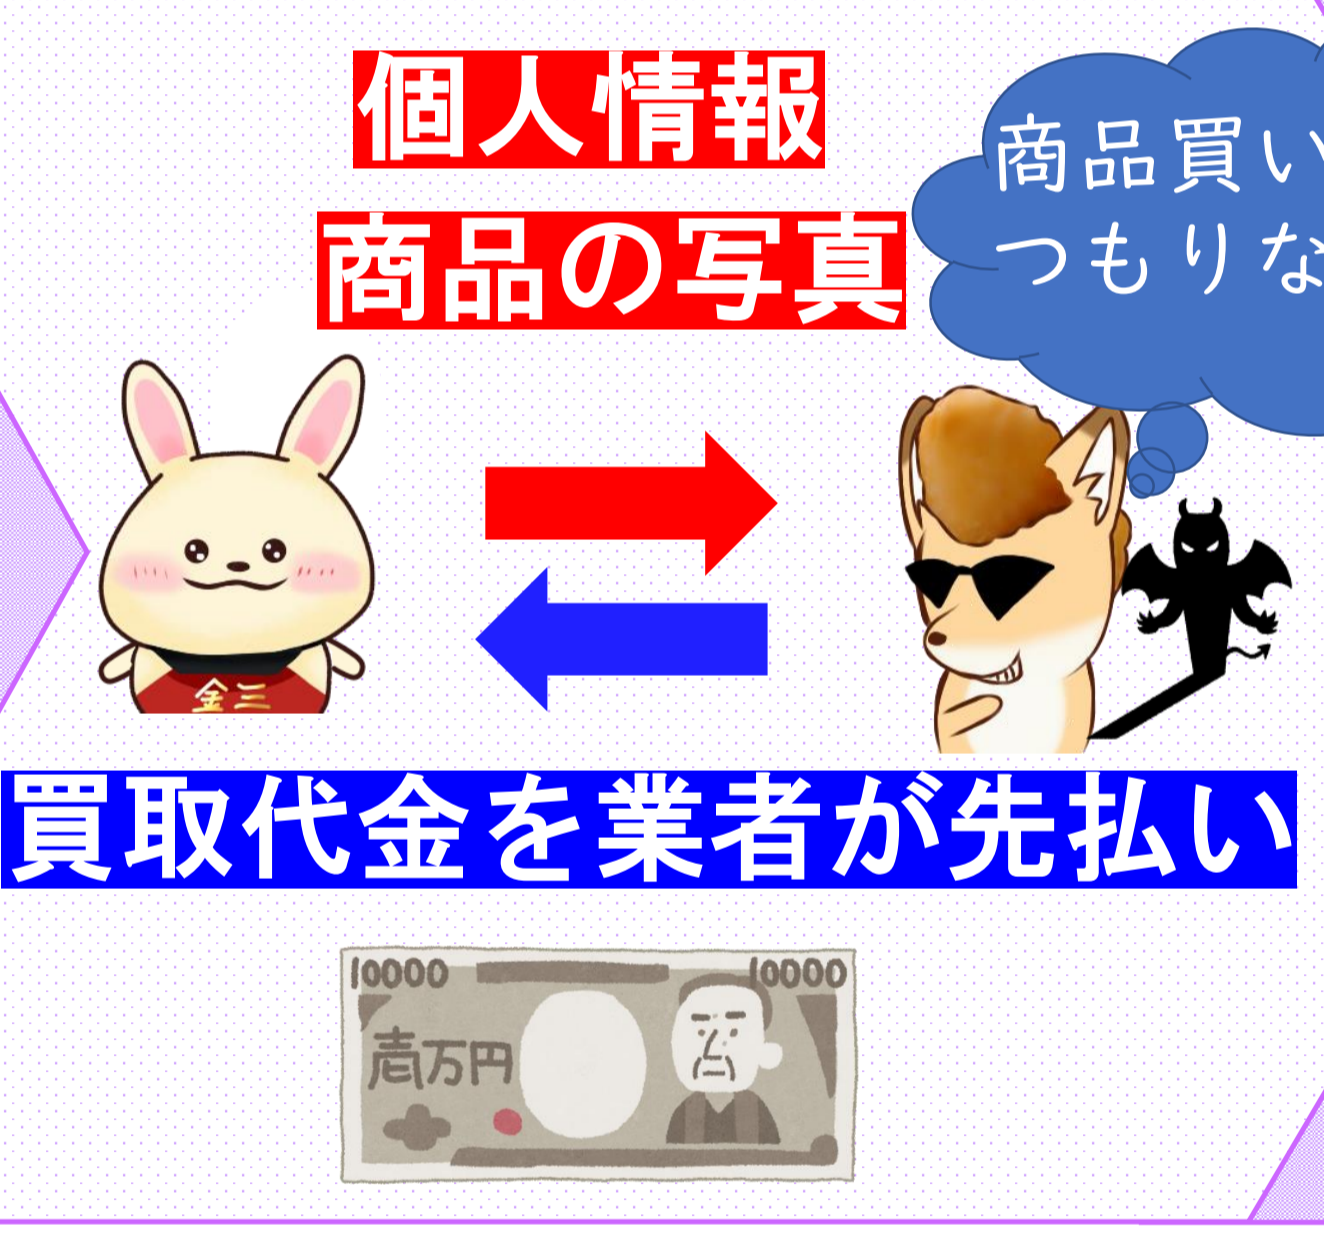 個人情報
商品の写真
商品買い
つもりな
金三
買取代金を業者が先払い
10000 10000
壱万円